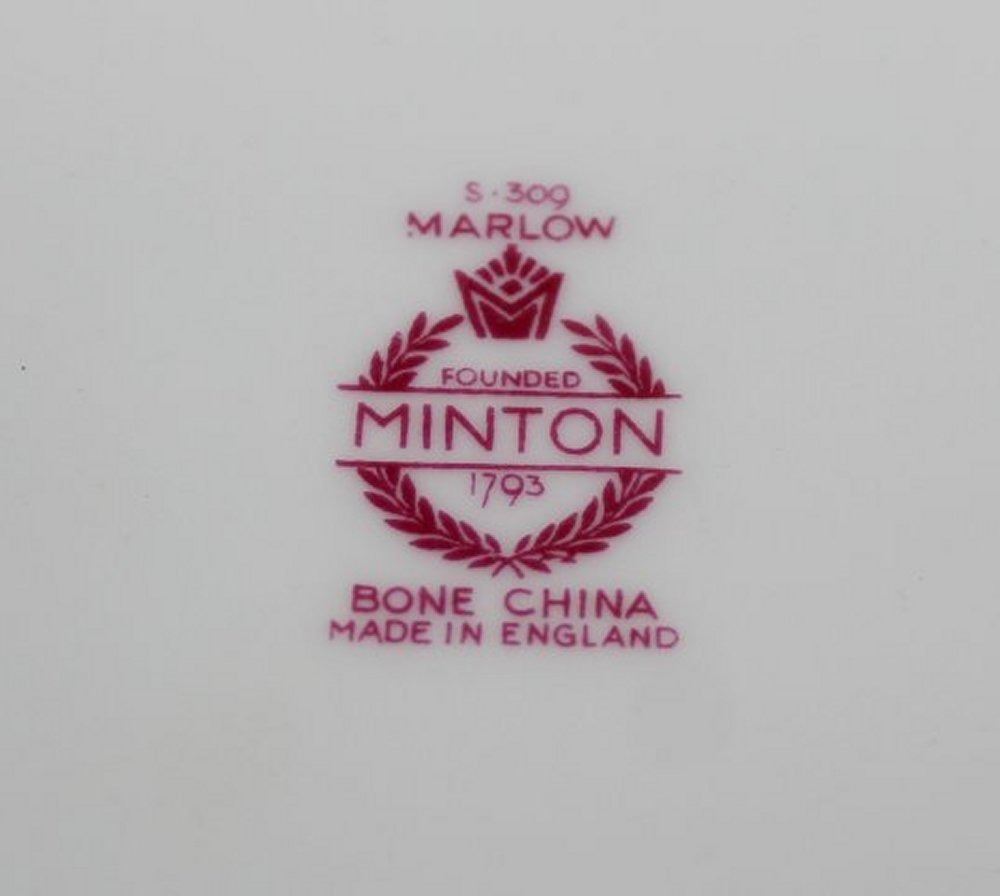 S·309
MARLOW
FOUNDED
MINTON
1793
BONE CHINA
MADE IN ENGLAND